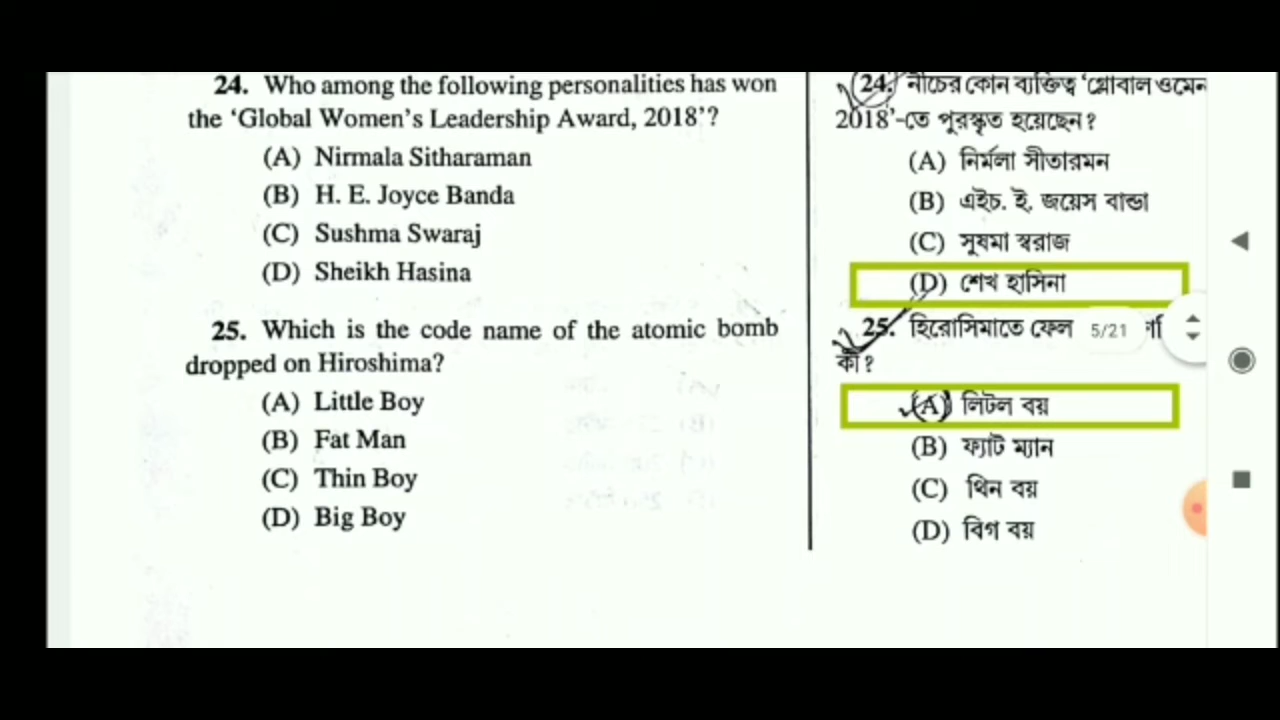 24. Who among the following personalities has won
the ‘Global Women’s Leadership Award, 2018’?
(A) Nirmala Sitharaman
(B) H. E. Joyce Banda
(C) Sushma Swaraj
(D) Sheikh Hasina
25. Which is the code name of the atomic bomb
dropped on Hiroshima?
(A) Little Boy
(B) Fat Man
(C) Thin Boy
(D) Big Boy
24. নীচের কোন ব্যক্তিত্ব ‘গ্লোবাল ওমেন
2018’-তে পুরস্কৃত হয়েছেন?
(A) নির্মলা সীতারমন
(B) এইচ. ই. জয়েস বান্ডা
(C) সুষমা স্বরাজ
(D) শেখ হাসিনা
25. হিরোসিমাতে ফেল 5/21
কী?
(A) লিটল বয়
(B) ফ্যাট ম্যান
(C) থিন বয়
(D) বিগ বয়